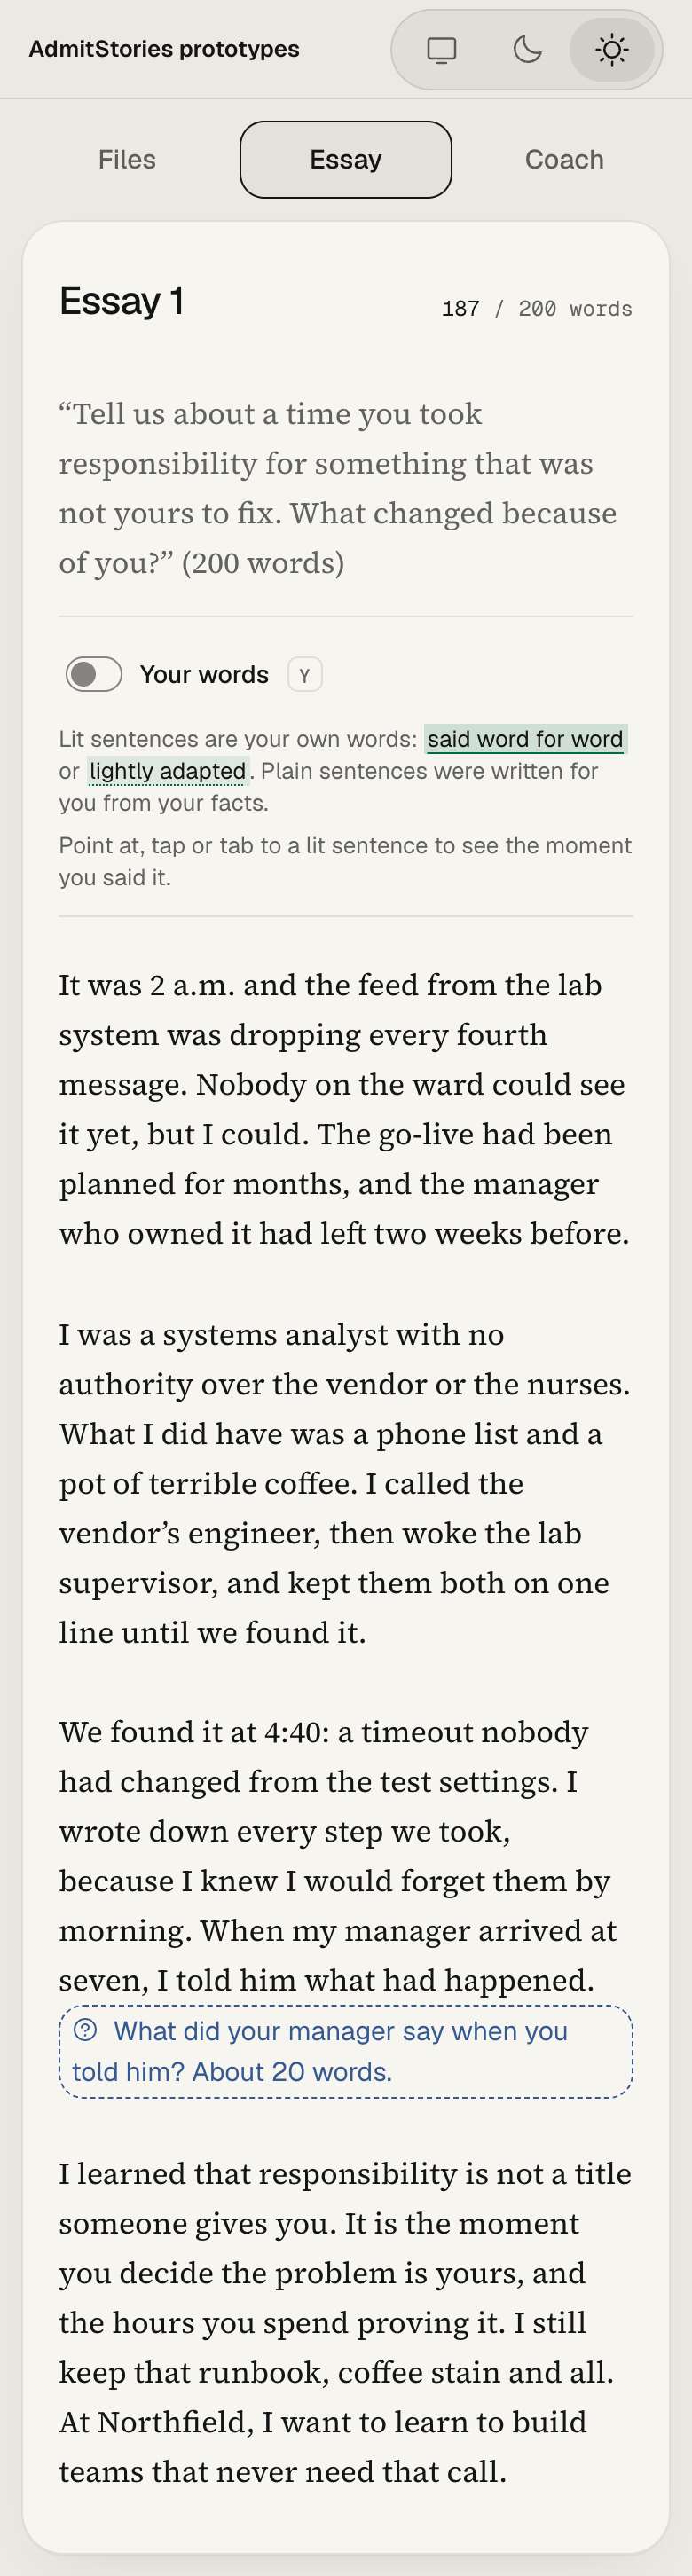 AdmitStories prototypes
Files
Essay
Coach
Essay 1
187 / 200 words
“Tell us about a time you took
responsibility for something that was
not yours to fix. What changed because
of you?” (200 words)
Your words Y
Lit sentences are your own words: said word for word
or lightly adapted. Plain sentences were written for
you from your facts.
Point at, tap or tab to a lit sentence to see the moment
you said it.
It was 2 a.m. and the feed from the lab
system was dropping every fourth
message. Nobody on the ward could see
it yet, but I could. The go-live had been
planned for months, and the manager
who owned it had left two weeks before.
I was a systems analyst with no
authority over the vendor or the nurses.
What I did have was a phone list and a
pot of terrible coffee. I called the
vendor’s engineer, then woke the lab
supervisor, and kept them both on one
line until we found it.
We found it at 4:40: a timeout nobody
had changed from the test settings. I
wrote down every step we took,
because I knew I would forget them by
morning. When my manager arrived at
seven, I told him what had happened.
What did your manager say when you
told him? About 20 words.
I learned that responsibility is not a title
someone gives you. It is the moment
you decide the problem is yours, and
the hours you spend proving it. I still
keep that runbook, coffee stain and all.
At Northfield, I want to learn to build
teams that never need that call.